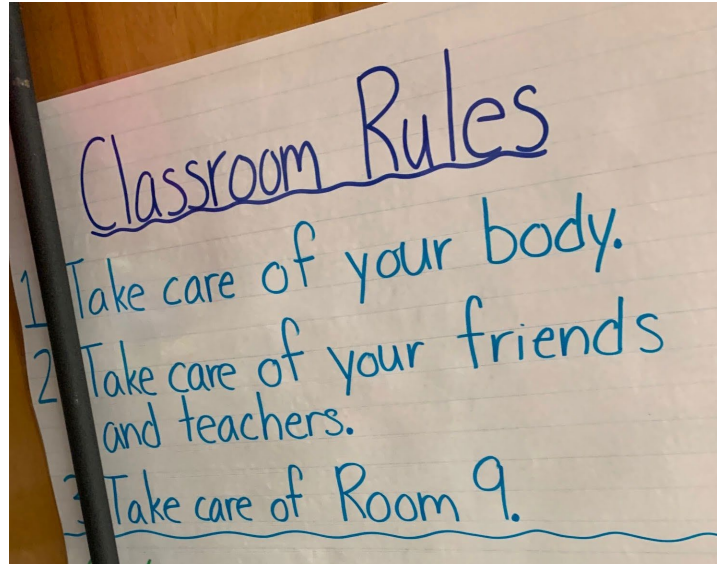 Classroom Rules
1 Take care of your body.
2 Take care of your friends
and teachers.
3 Take care of Room 9.